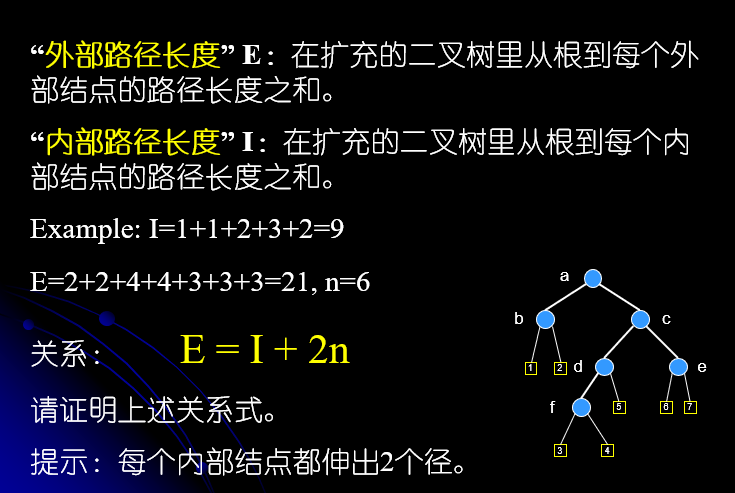 “外部路径长度” E：在扩充的二叉树里从根到每个外
部结点的路径长度之和。
“内部路径长度” I：在扩充的二叉树里从根到每个内
部结点的路径长度之和。
Example: I=1+1+2+3+2=9
E=2+2+4+4+3+3+3=21, n=6
关系： E = I + 2n
请证明上述关系式。
提示：每个内部结点都伸出2个径。
a
b
c
1
2
d
e
f
5
6
7
3
4